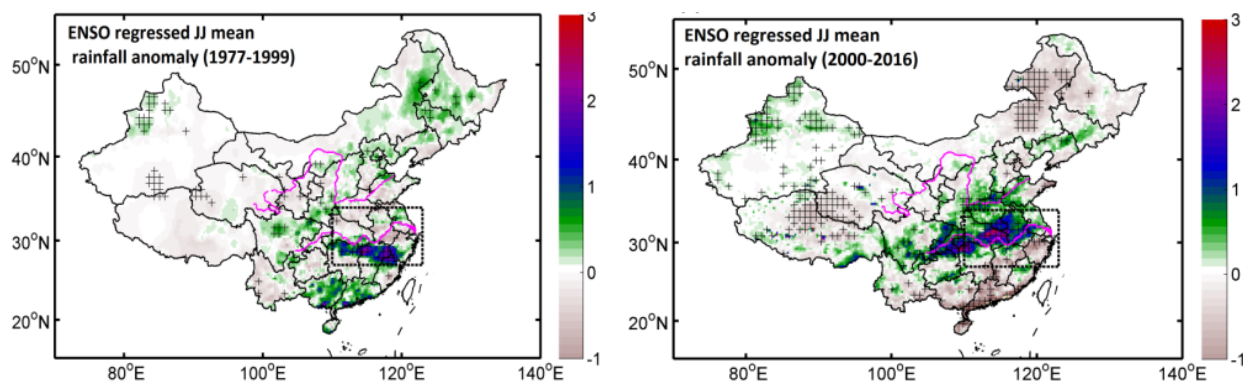 ENSO regressed JJ mean
rainfall anomaly (1977-1999)
50°N
40°N
30°N
20°N
80°E
100°E
120°E
140°E
3
2
1
0
-1
ENSO regressed JJ mean
rainfall anomaly (2000-2016)
50°N
40°N
30°N
20°N
80°E
100°E
120°E
140°E
3
2
1
0
-1